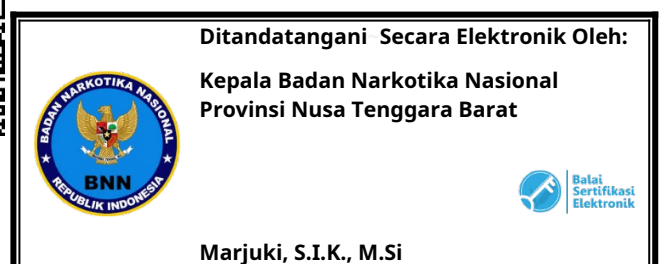 Ditandatangani Secara Elektronik Oleh:
Kepala Badan Narkotika Nasional
Provinsi Nusa Tenggara Barat
BADAN NARKOTIKA NASIONAL
BNN
REPUBLIK INDONESIA
Balai
Sertifikasi
Elektronik
Marjuki, S.I.K., M.Si